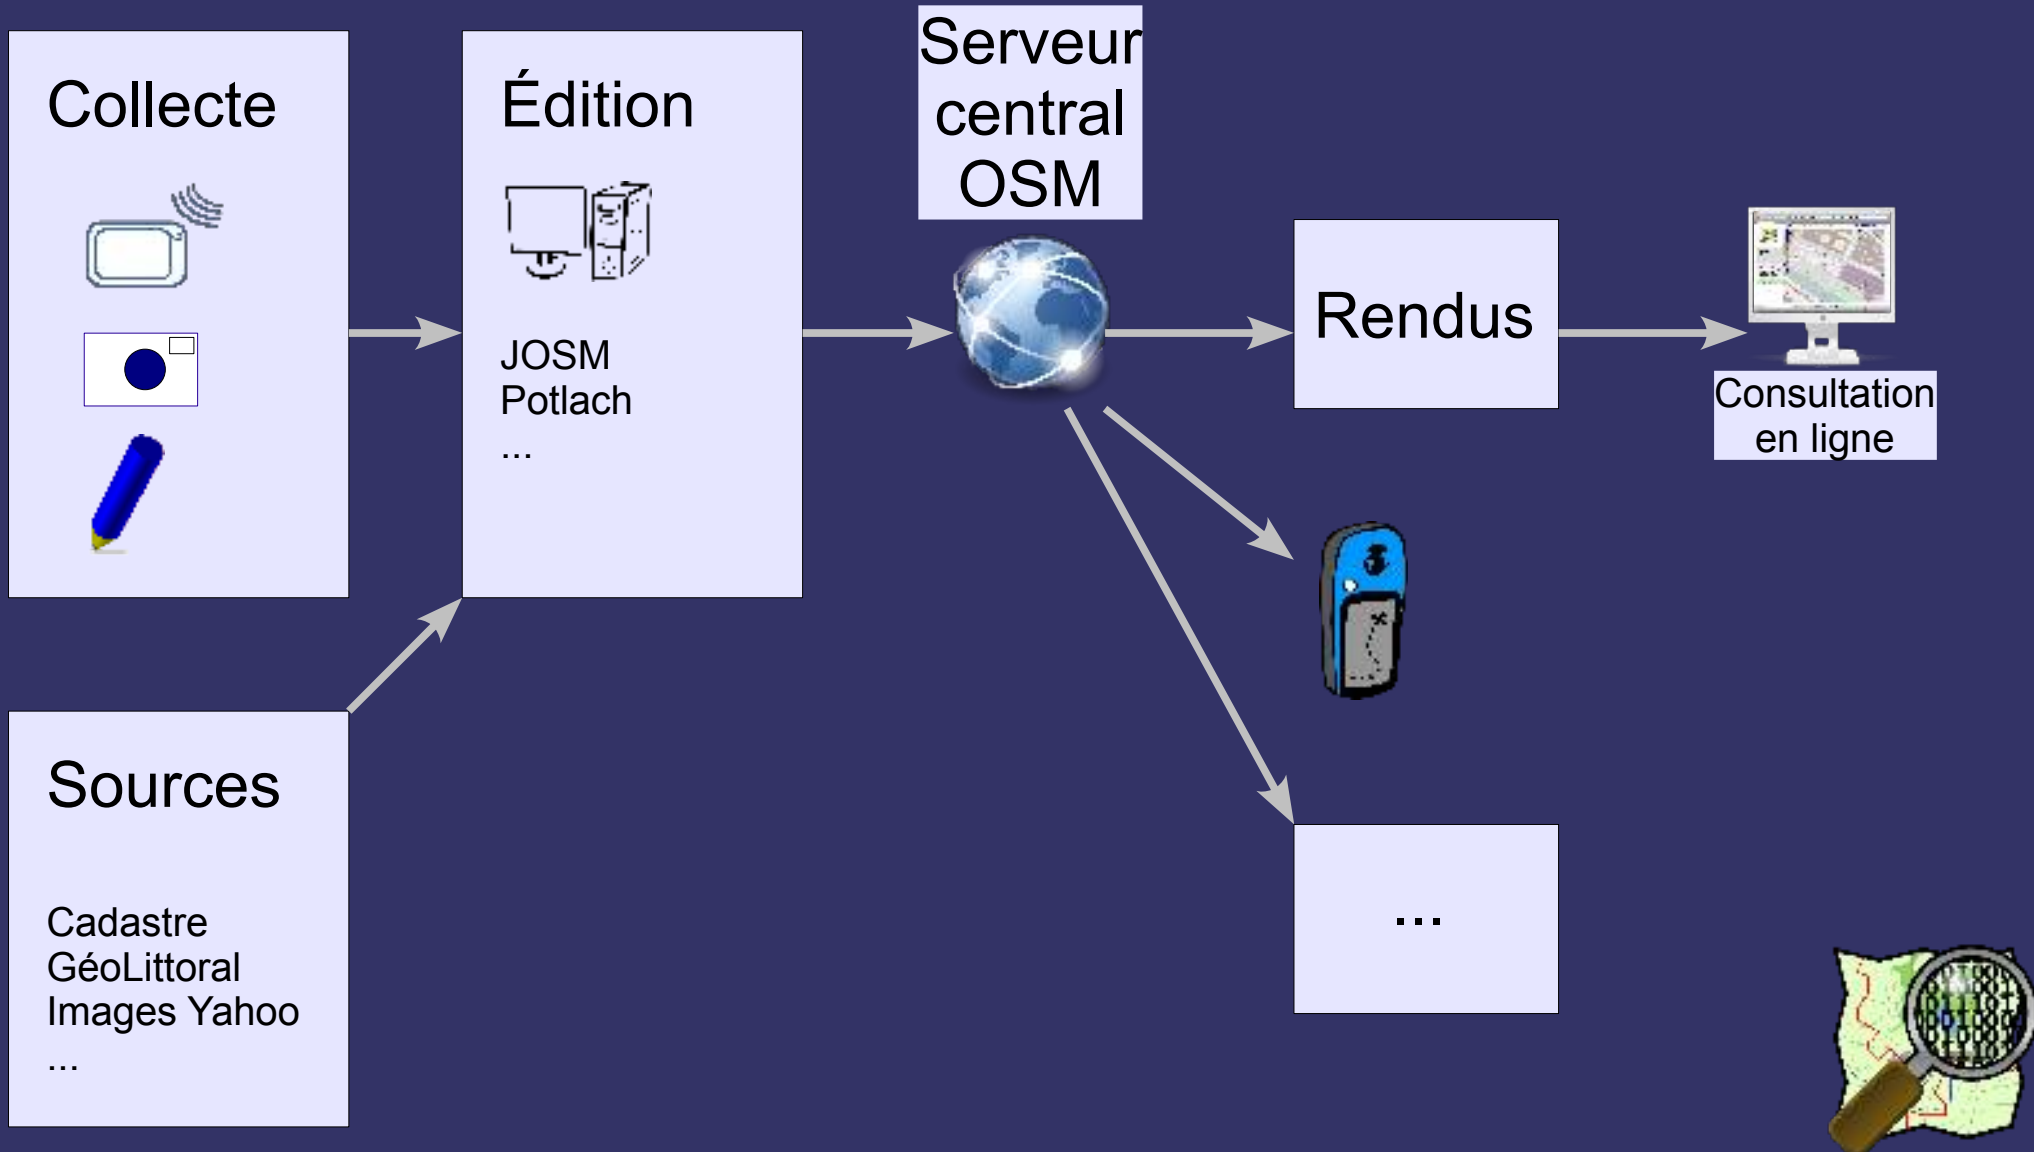 Collecte
Édition
JOSM
Potlach
...
Serveur
central
OSM
Rendus
Consultation
en ligne
Sources
Cadastre
GéoLittoral
Images Yahoo
...
...